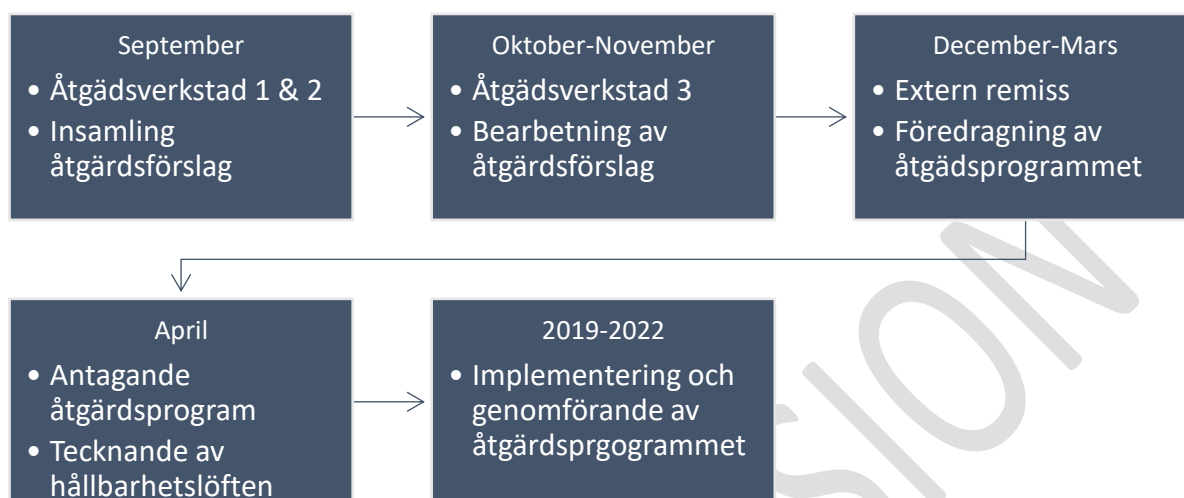 September
• Åtgädsverkstad 1 & 2
• Insamling
åtgärdsförslag
Oktober-November
• Åtgädsverkstad 3
• Bearbetning av
åtgärdsförslag
December-Mars
• Extern remiss
• Föredragning av
åtgädsprogrammet
April
• Antagande
åtgärdsprogram
• Tecknande av
hållbarhetslöften
2019-2022
• Implementering och
genomförande av
åtgärdsprgogrammet
SION